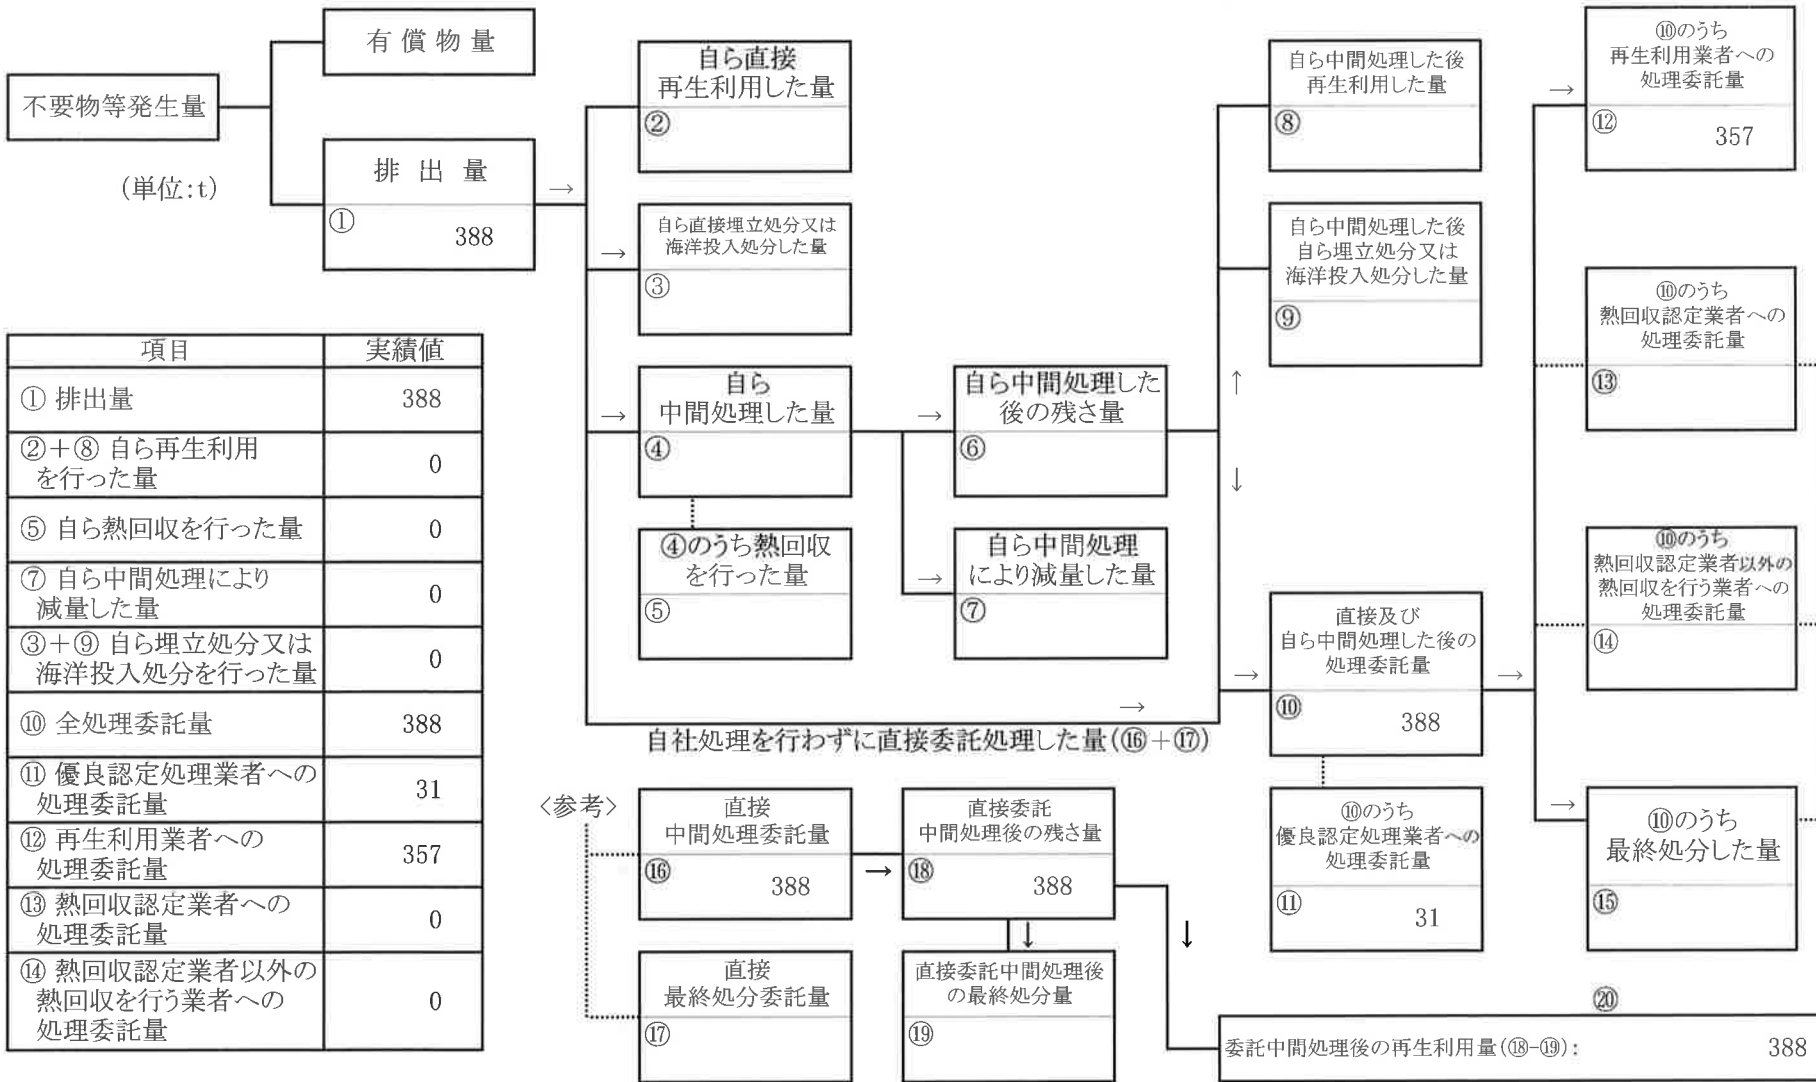 不要物等発生量
(単位:t)
有 償 物 量
排 出 量
①
388
→
自ら直接
再生利用した量
②
→
自ら直接埋立処分又は
海洋投入処分した量
③
→
自ら
中間処理した量
④
④のうち熱回収
を行った量
⑤
→
自ら中間処理した
後の残さ量
⑥
→
自ら中間処理
により減量した量
⑦
↑
↓
自ら中間処理した後
再生利用した量
⑧
自ら中間処理した後
自ら埋立処分又は
海洋投入処分した量
⑨
→
自社処理を行わずに直接委託処理した量(⑯+⑰)
→
直接及び
自ら中間処理した後の
処理委託量
⑩
388
→
⑩のうち
優良認定処理業者への
処理委託量
⑪
31
→
⑩のうち
再生利用業者への
処理委託量
⑫
357
⑩のうち
熱回収認定業者への
処理委託量
⑬
⑩のうち
熱回収認定業者以外の
熱回収を行う業者への
処理委託量
⑭
→
⑩のうち
最終処分した量
⑮
項目 実績値
① 排出量 388
②+⑧ 自ら再生利用
を行った量 0
⑤ 自ら熱回収を行った量 0
⑦ 自ら中間処理により
減量した量 0
③+⑨ 自ら埋立処分又は
海洋投入処分を行った量 0
⑩ 全処理委託量 388
⑪ 優良認定処理業者への
処理委託量 31
⑫ 再生利用業者への
処理委託量 357
⑬ 熱回収認定業者への
処理委託量 0
⑭ 熱回収認定業者以外の
熱回収を行う業者への
処理委託量 0
〈参考〉
直接
中間処理委託量
⑯
388
→
直接委託
中間処理後の残さ量
⑱
388
↓
↓
直接
最終処分委託量
⑰
直接委託中間処理後
の最終処分量
⑲
⑳
委託中間処理後の再生利用量(⑱-⑲): 388